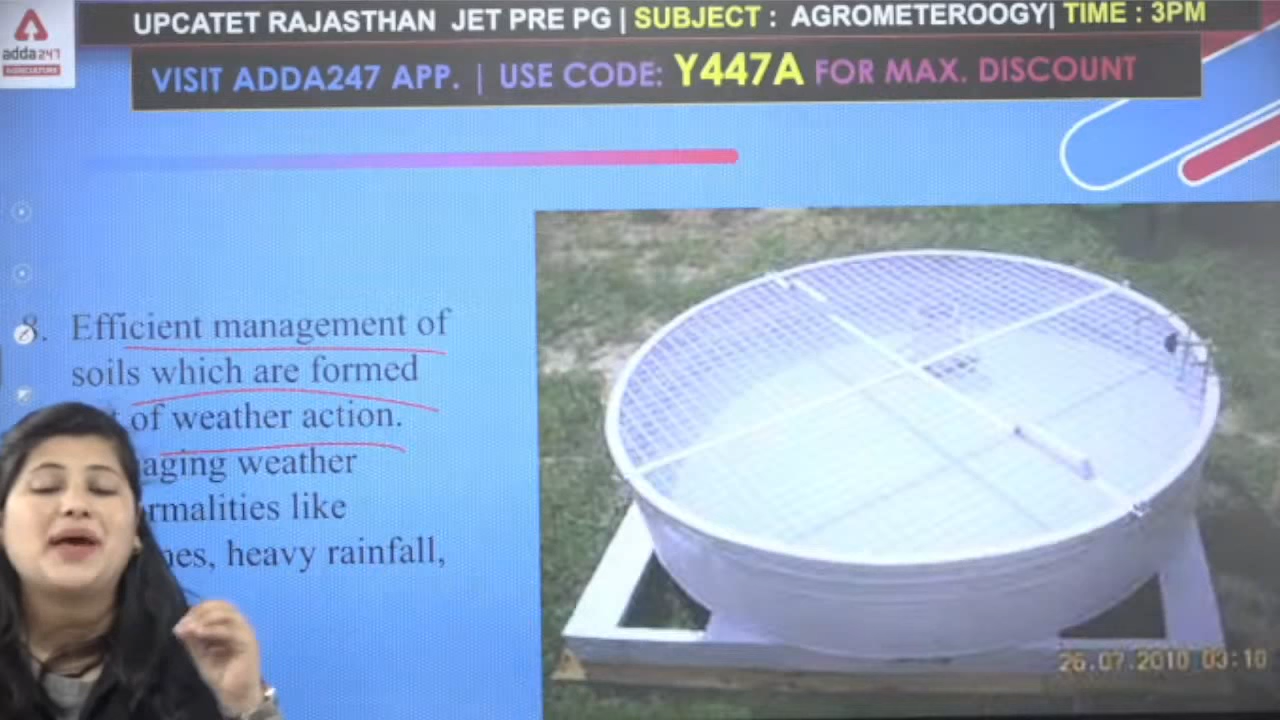 UPCATET RAJASTHAN JET PRE PG | SUBJECT : AGROMETEROOGY| TIME : 3PM
adda247
AGRICULTURE
VISIT ADDA247 APP. | USE CODE: Y447A FOR MAX. DISCOUNT
8. Efficient management of
soils which are formed
of weather action.
aging weather
rmalities like
nes, heavy rainfall,
26.07.2010 03:10